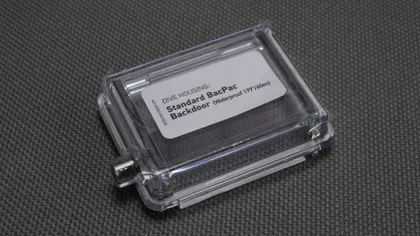 DIVE HOUSING:
Standard BacPac
Backdoor (Waterproof 197'/60m)